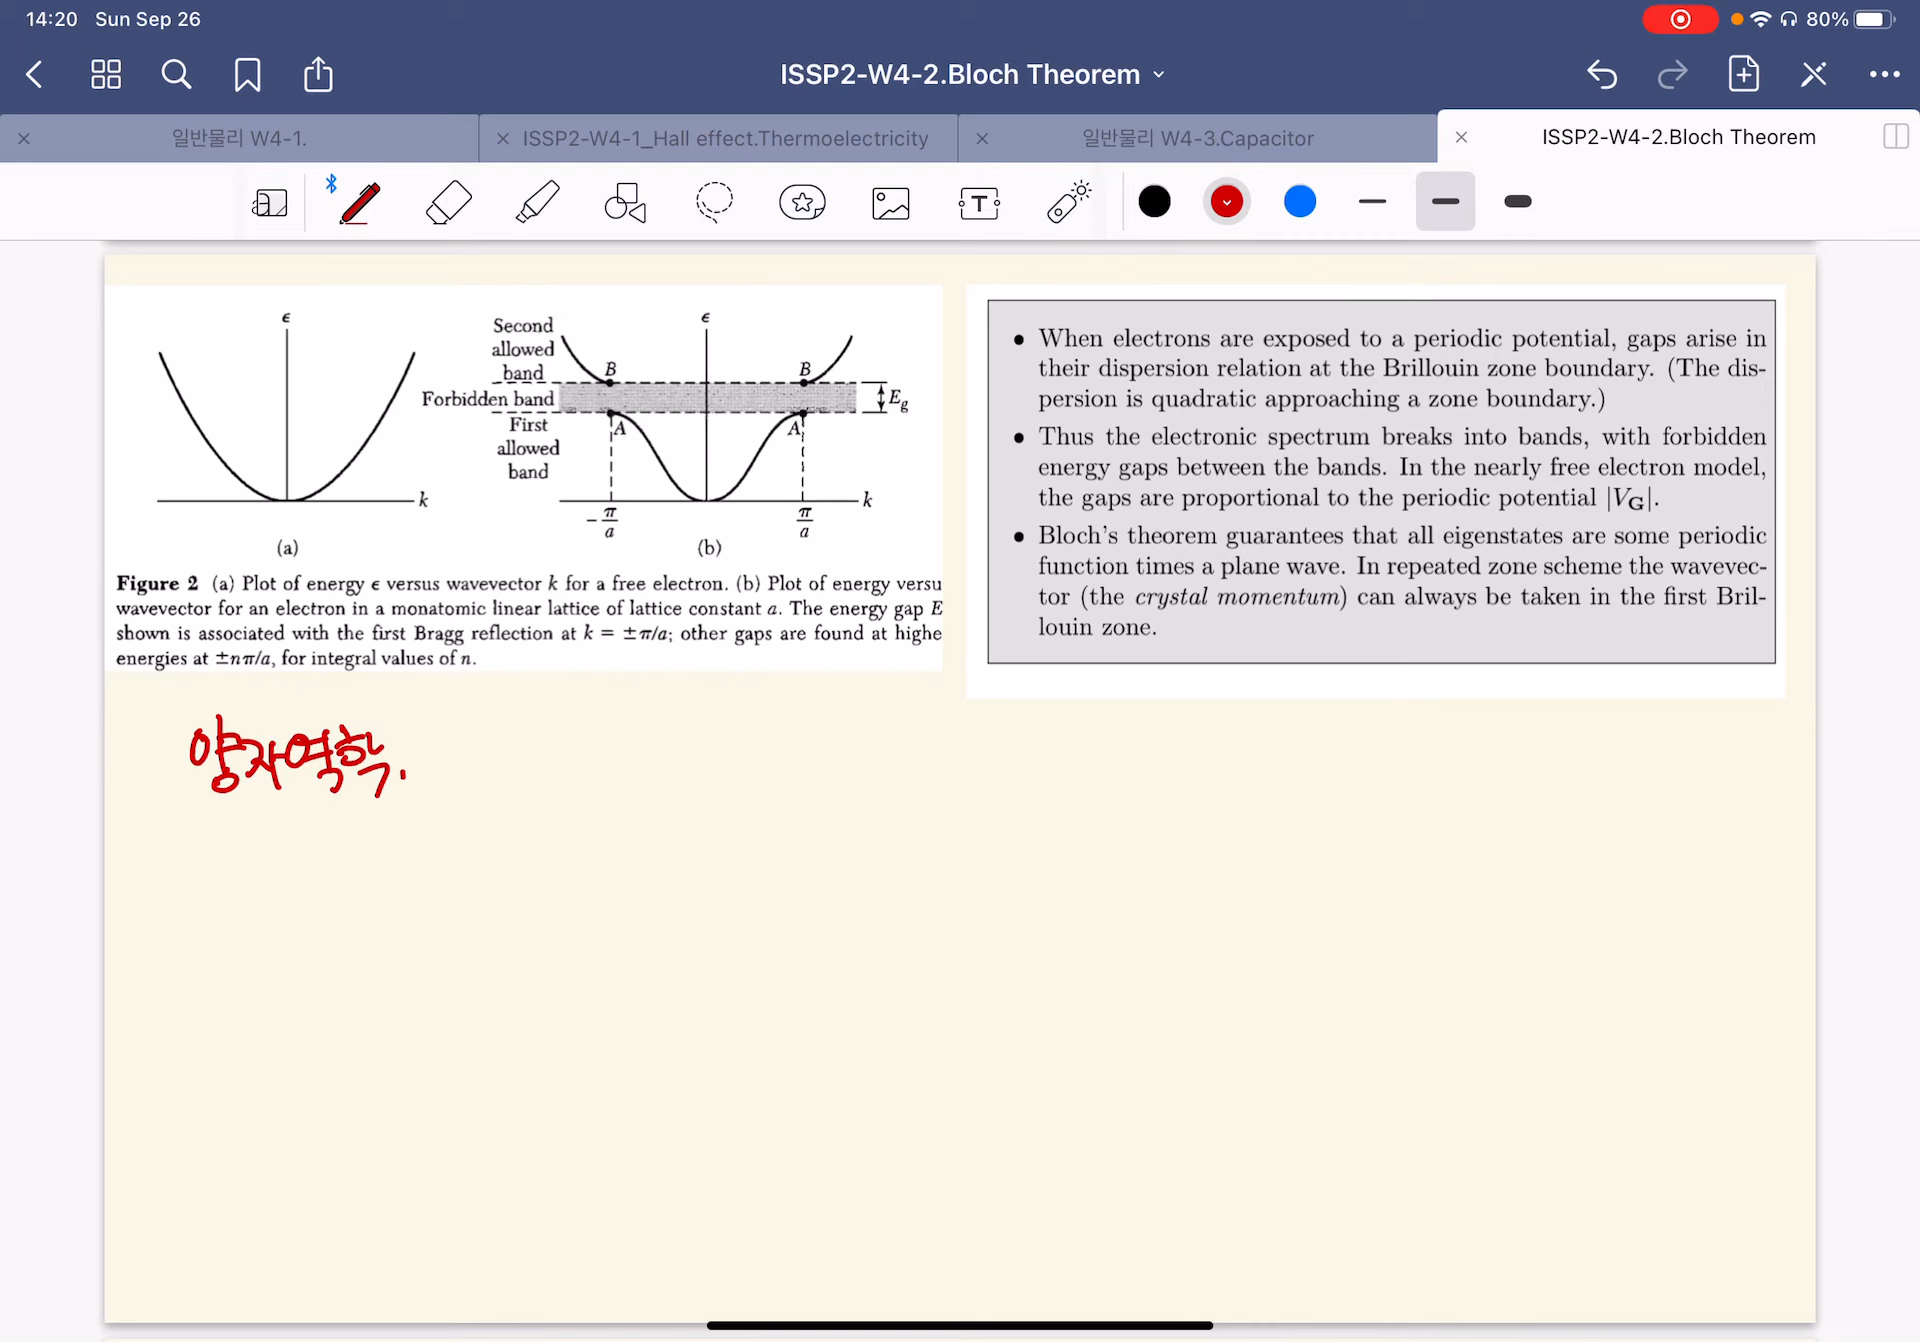 14:20 Sun Sep 26
80%
ISSP2-W4-2.Bloch Theorem
일반물리 W4-1.
ISSP2-W4-1_Hall effect.Thermoelectricity
일반물리 W4-3.Capacitor
ISSP2-W4-2.Bloch Theorem
a
T
ϵ
k
(a)
ϵ
Second
allowed
band
B
B
Forbidden band
E_g
First
allowed
band
A
A
k
−π/a
π/a
(b)
Figure 2 (a) Plot of energy ϵ versus wavevector k for a free electron. (b) Plot of energy versu
wavevector for an electron in a monatomic linear lattice of lattice constant a. The energy gap E
shown is associated with the first Bragg reflection at k = ±π/a; other gaps are found at highe
energies at ±nπ/a, for integral values of n.
• When electrons are exposed to a periodic potential, gaps arise in
their dispersion relation at the Brillouin zone boundary. (The dis-
persion is quadratic approaching a zone boundary.)
• Thus the electronic spectrum breaks into bands, with forbidden
energy gaps between the bands. In the nearly free electron model,
the gaps are proportional to the periodic potential |V_G|.
• Bloch's theorem guarantees that all eigenstates are some periodic
function times a plane wave. In repeated zone scheme the wavevec-
tor (the crystal momentum) can always be taken in the first Bril-
louin zone.
양자역학.